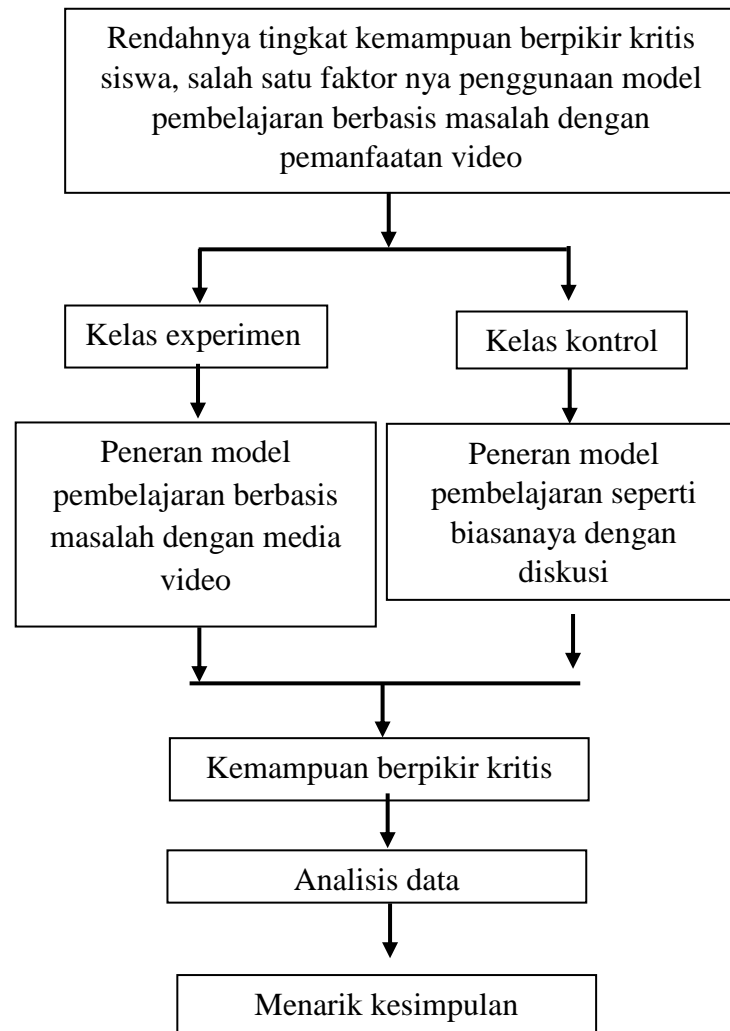 Rendahnya tingkat kemampuan berpikir kritis
siswa, salah satu faktor nya penggunaan model
pembelajaran berbasis masalah dengan
pemanfaatan video
Kelas experimen
Kelas kontrol
Peneran model
pembelajaran berbasis
masalah dengan media
video
Peneran model
pembelajaran seperti
biasanaya dengan
diskusi
Kemampuan berpikir kritis
Analisis data
Menarik kesimpulan